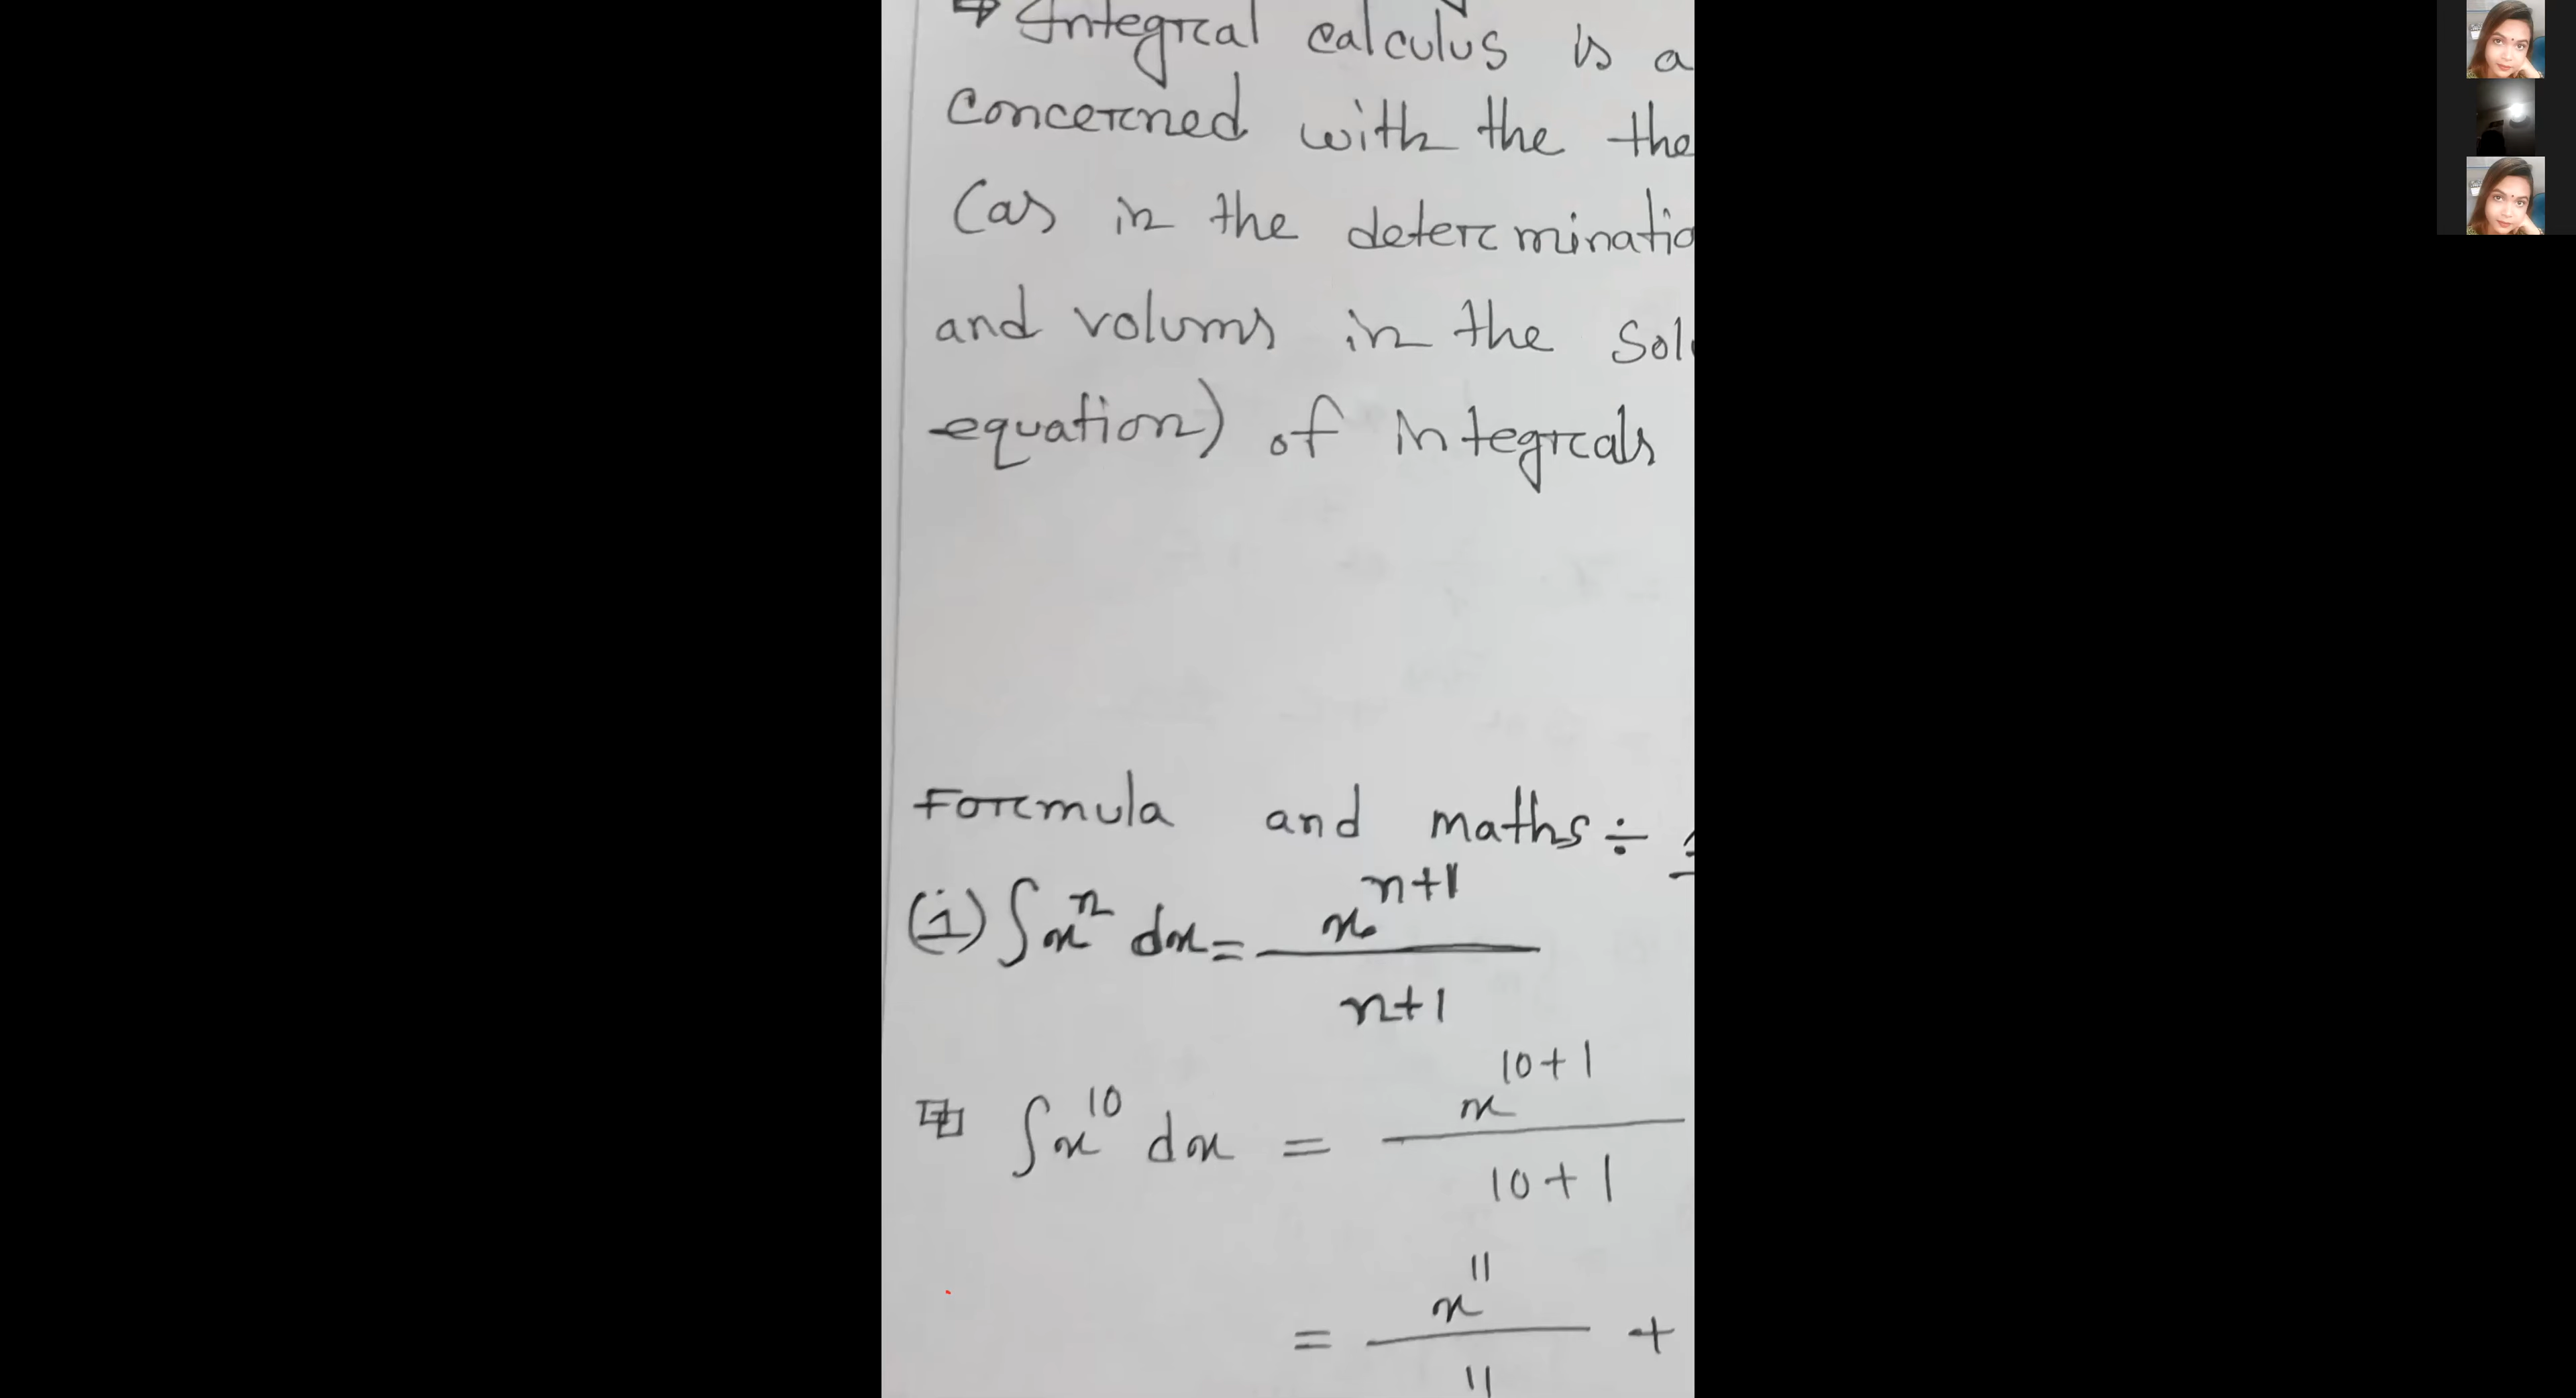 Integral calculus is a
concerned with the the
(as in the determinatio
and volums in the sol
equation) of integrals
Formula and maths ÷
(i) ∫x^n dx = x^(n+1) / (n+1)
∫x^10 dx = x^(10+1) / (10+1)
= x^11 / 11 +